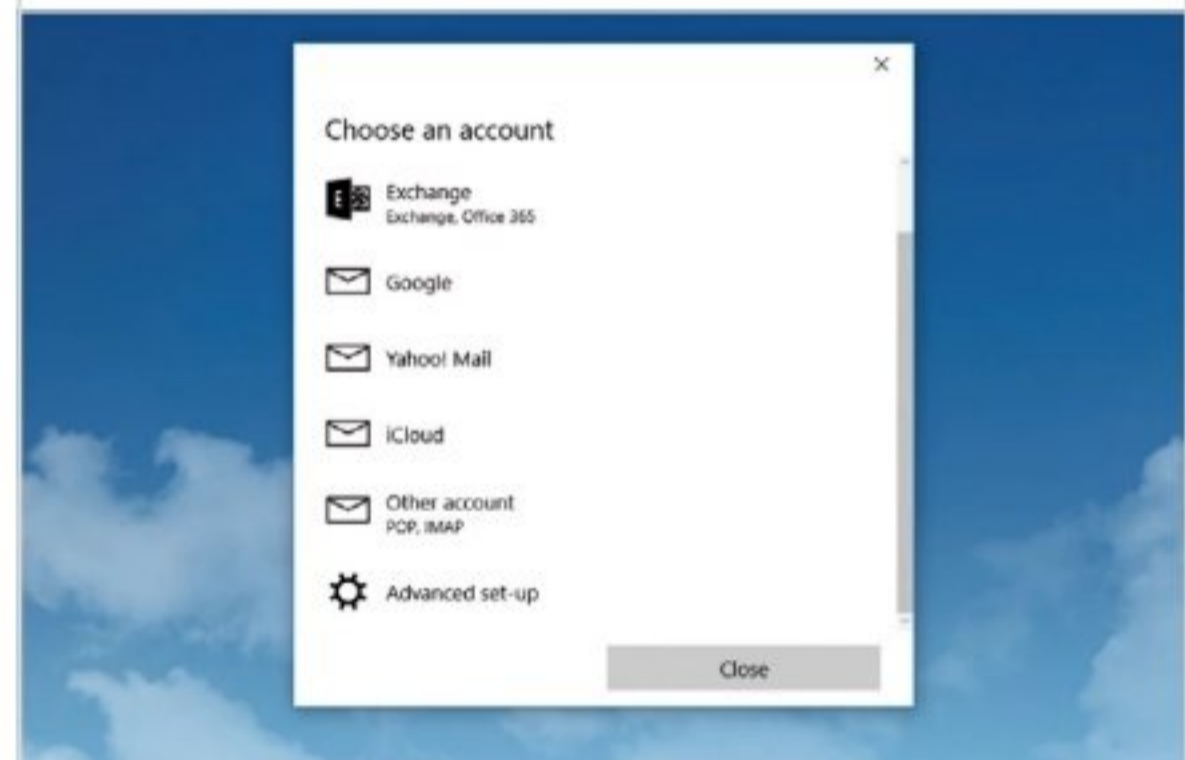 Choose an account
Exchange
Exchange, Office 365
Google
Yahoo! Mail
iCloud
Other account
POP, IMAP
Advanced set-up
Close